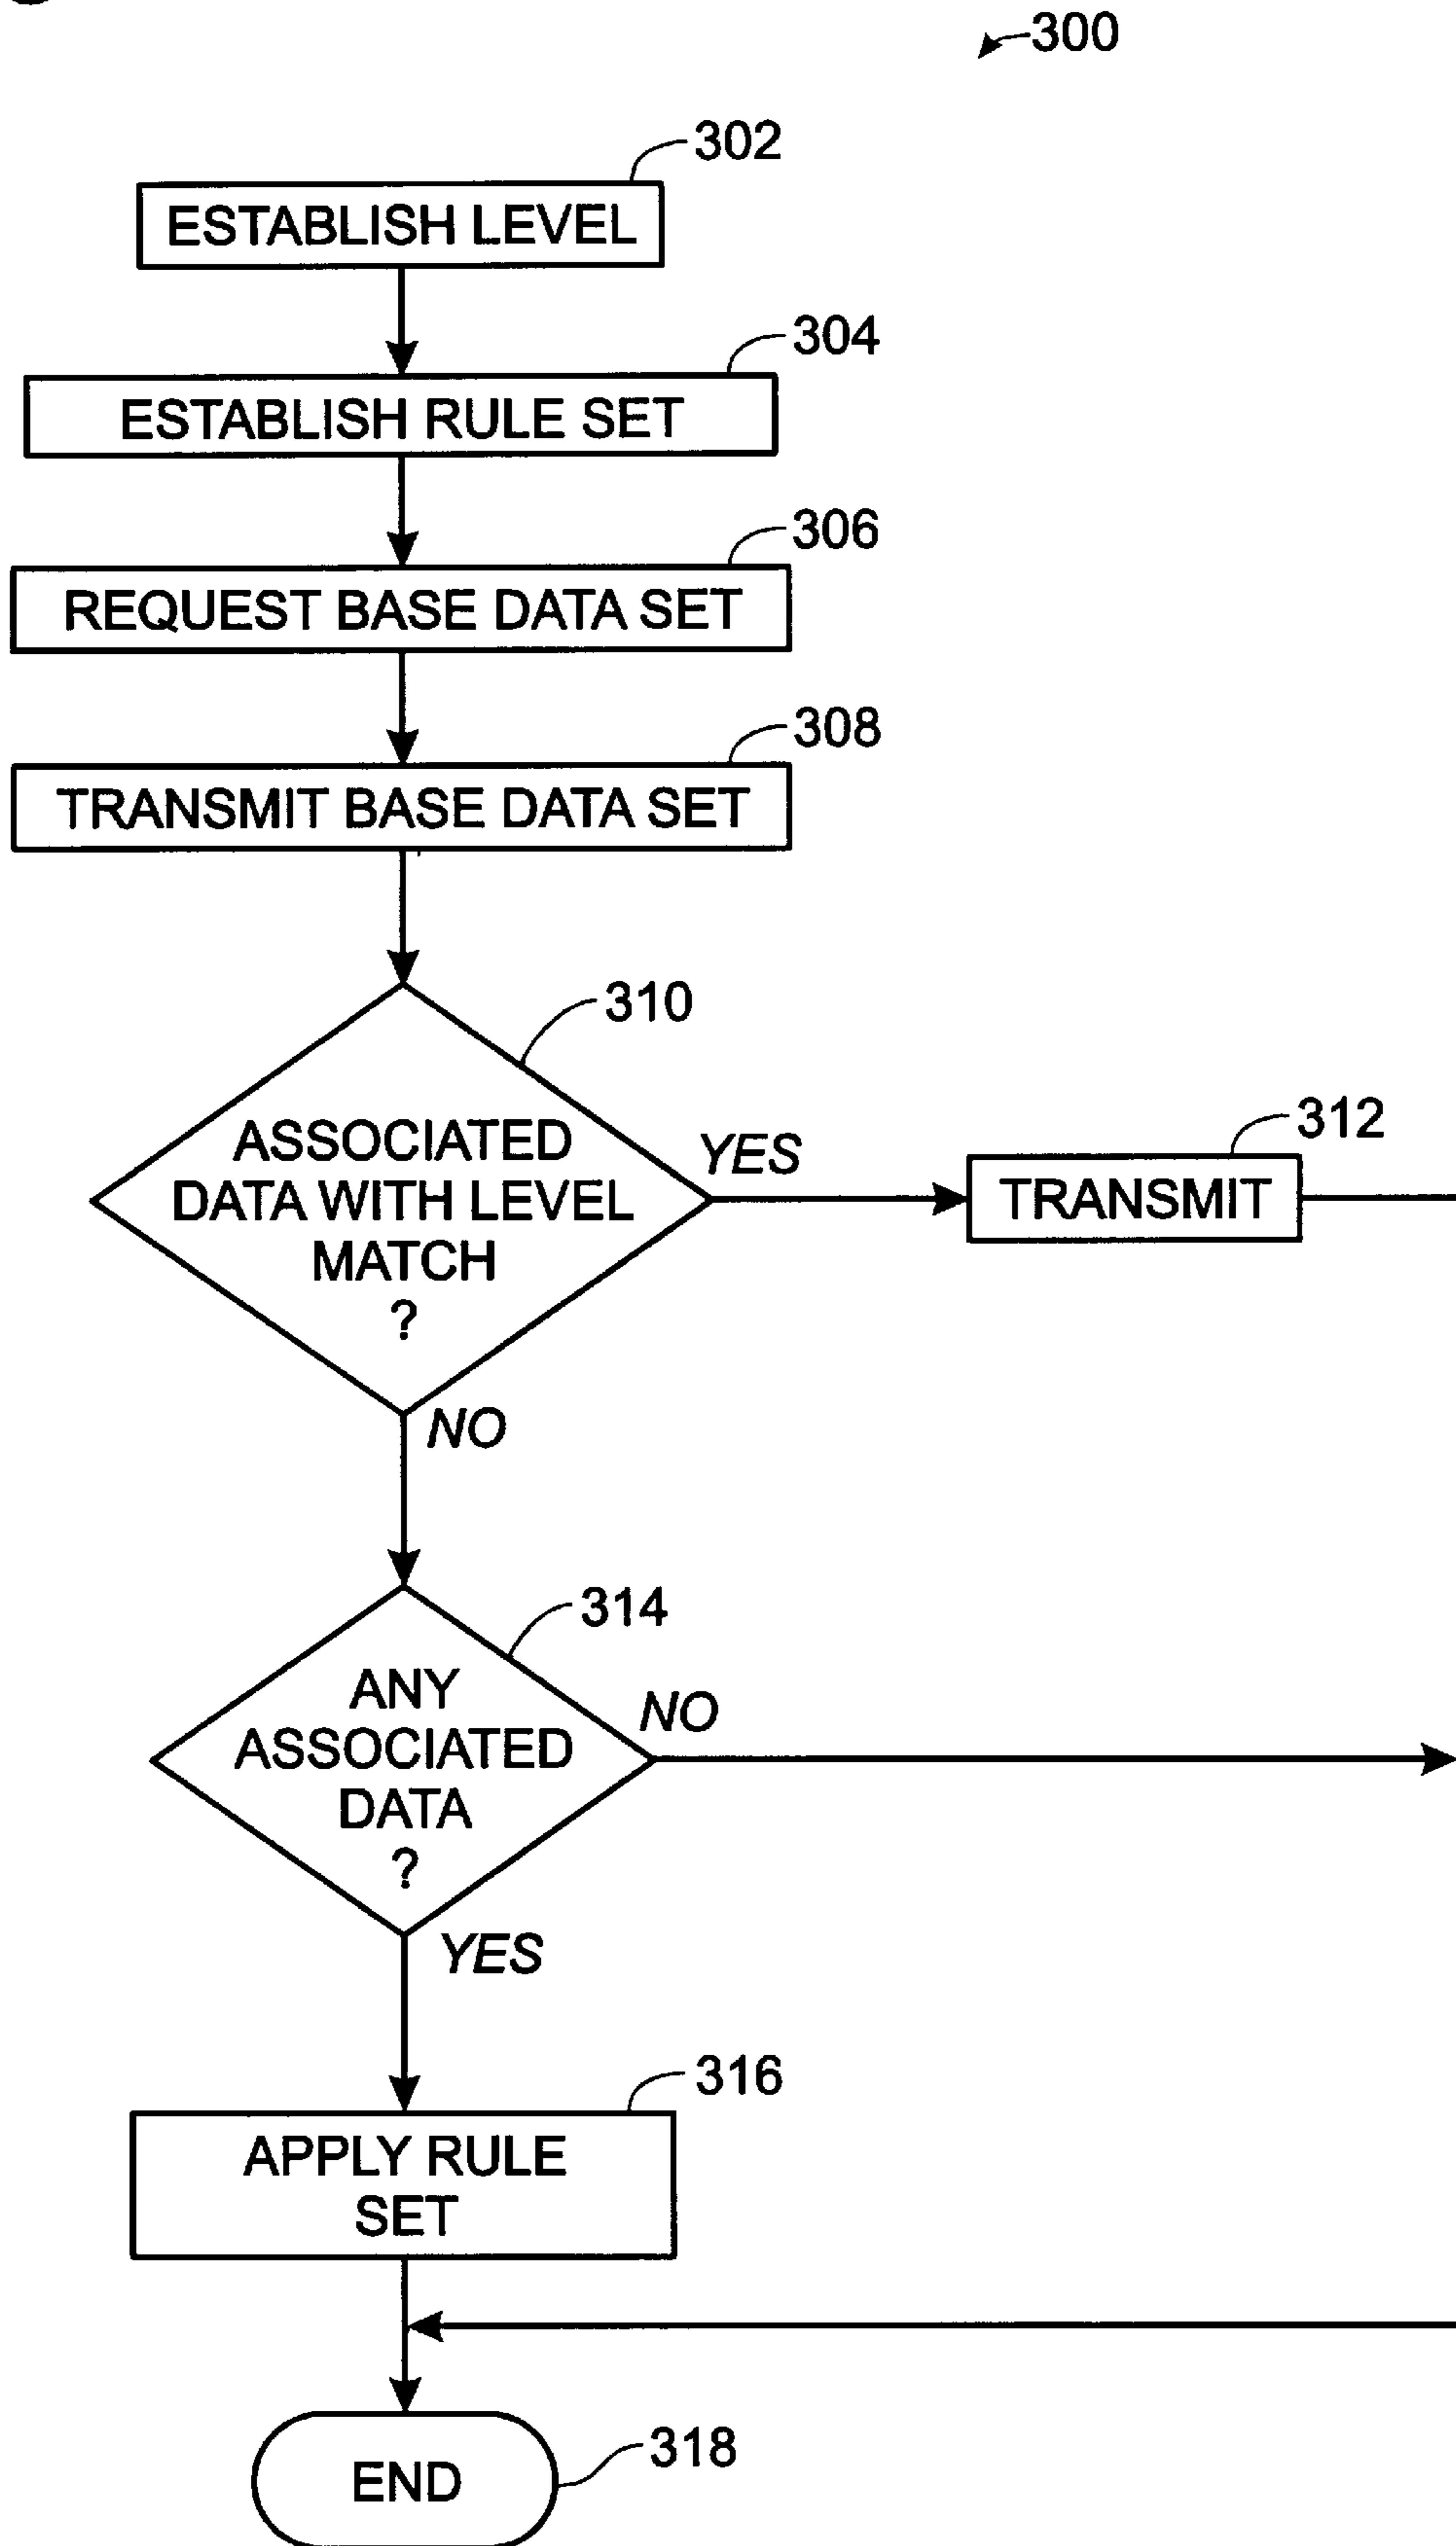 300
302
ESTABLISH LEVEL
304
ESTABLISH RULE SET
306
REQUEST BASE DATA SET
308
TRANSMIT BASE DATA SET
310
ASSOCIATED
DATA WITH LEVEL
MATCH
?
YES
312
TRANSMIT
NO
314
ANY
ASSOCIATED
DATA
?
NO
YES
316
APPLY RULE
SET
END
318